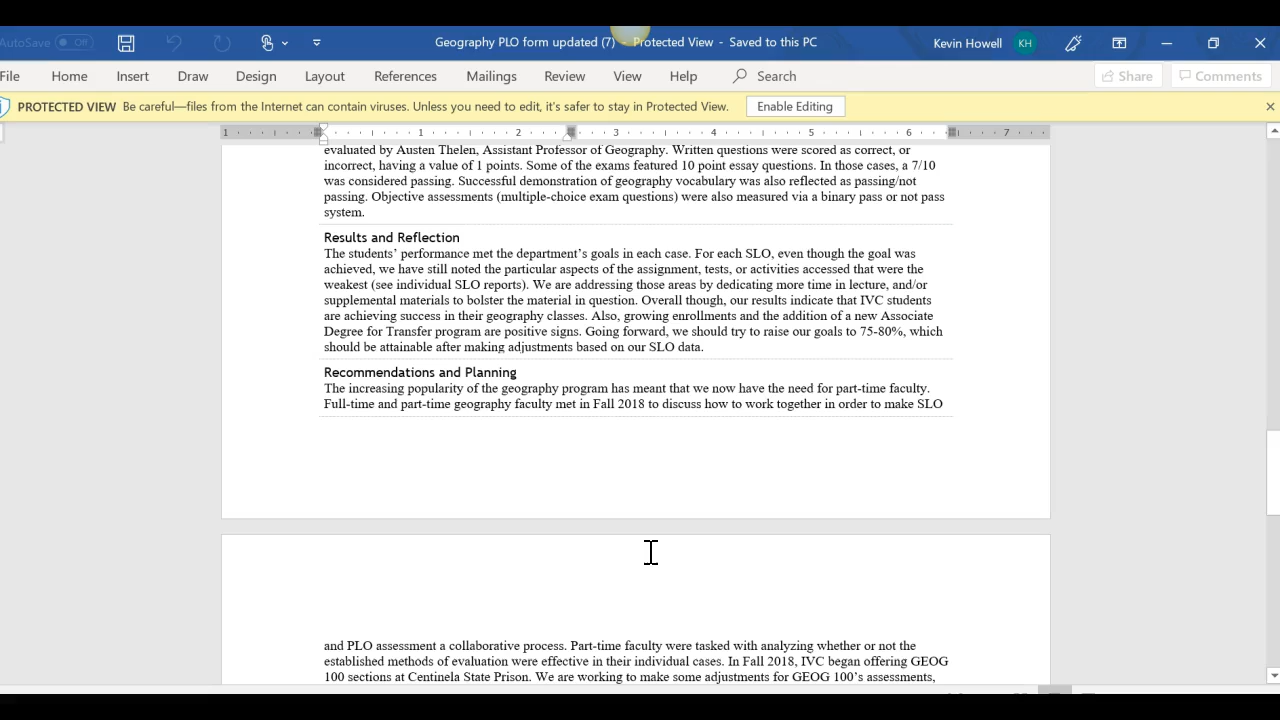 AutoSave Off Geography PLO form updated (7) - Protected View - Saved to this PC Kevin Howell KH
File Home Insert Draw Design Layout References Mailings Review View Help Search Share Comments
PROTECTED VIEW Be careful—files from the Internet can contain viruses. Unless you need to edit, it's safer to stay in Protected View. Enable Editing
1 1 2 3 4 5 6 7
evaluated by Austen Thelen, Assistant Professor of Geography. Written questions were scored as correct, or
incorrect, having a value of 1 points. Some of the exams featured 10 point essay questions. In those cases, a 7/10
was considered passing. Successful demonstration of geography vocabulary was also reflected as passing/not
passing. Objective assessments (multiple-choice exam questions) were also measured via a binary pass or not pass
system.
Results and Reflection
The students' performance met the department's goals in each case. For each SLO, even though the goal was
achieved, we have still noted the particular aspects of the assignment, tests, or activities accessed that were the
weakest (see individual SLO reports). We are addressing those areas by dedicating more time in lecture, and/or
supplemental materials to bolster the material in question. Overall though, our results indicate that IVC students
are achieving success in their geography classes. Also, growing enrollments and the addition of a new Associate
Degree for Transfer program are positive signs. Going forward, we should try to raise our goals to 75-80%, which
should be attainable after making adjustments based on our SLO data.
Recommendations and Planning
The increasing popularity of the geography program has meant that we now have the need for part-time faculty.
Full-time and part-time geography faculty met in Fall 2018 to discuss how to work together in order to make SLO
and PLO assessment a collaborative process. Part-time faculty were tasked with analyzing whether or not the
established methods of evaluation were effective in their individual cases. In Fall 2018, IVC began offering GEOG
100 sections at Centinela State Prison. We are working to make some adjustments for GEOG 100's assessments,